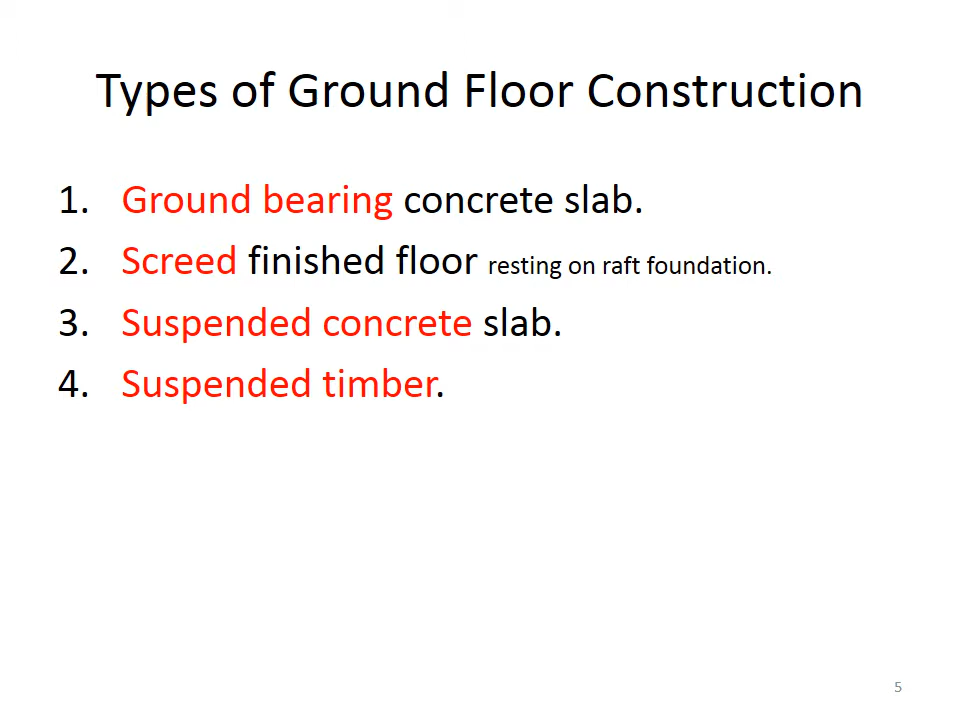 Types of Ground Floor Construction
1. Ground bearing concrete slab.
2. Screed finished floor resting on raft foundation.
3. Suspended concrete slab.
4. Suspended timber.
5